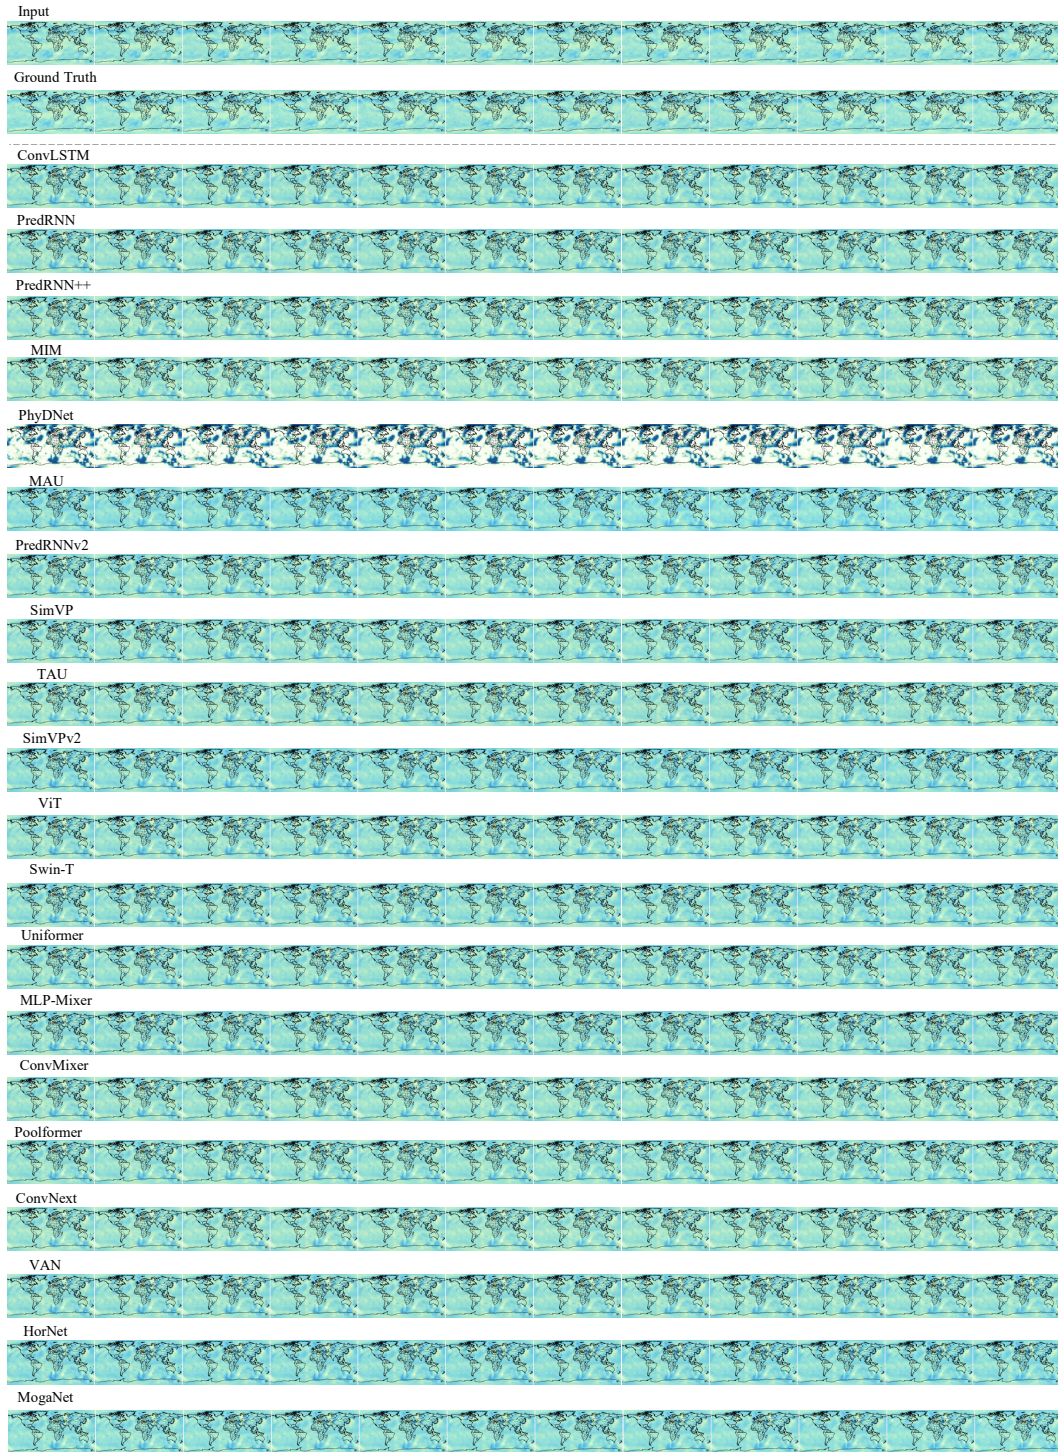 Input
Ground Truth
ConvLSTM
PredRNN
PredRNN++
MIM
PhyDNet
MAU
PredRNNv2
SimVP
TAU
SimVPv2
ViT
Swin-T
Uniformer
MLP-Mixer
ConvMixer
Poolformer
ConvNext
VAN
HorNet
MogaNet